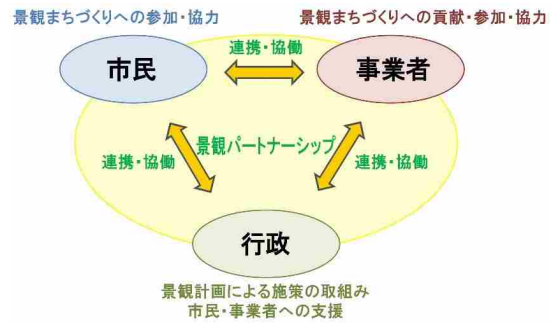 景観まちづくりへの参加・協力
景観まちづくりへの貢献・参加・協力
連携・協働
市民
事業者
景観パートナーシップ
連携・協働
連携・協働
行政
景観計画による施策の取組み
市民・事業者への支援